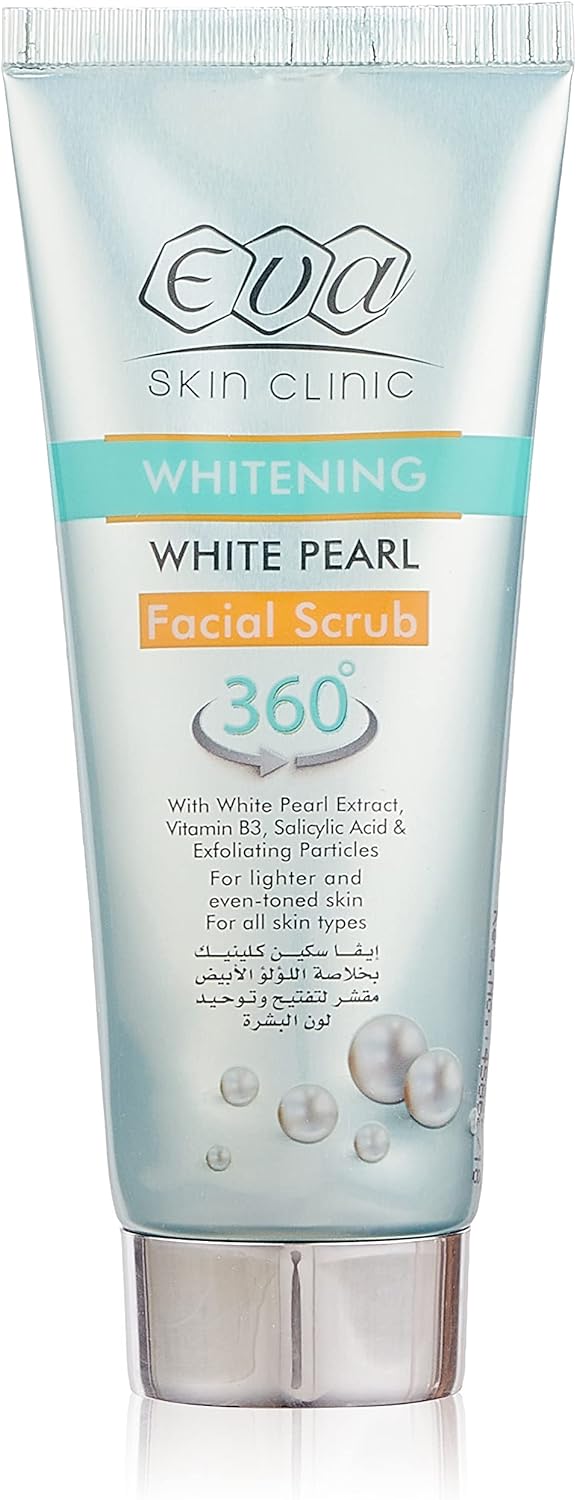 Eva
SKIN CLINIC
WHITENING
WHITE PEARL
Facial Scrub
360°
With White Pearl Extract,
Vitamin B3, Salicylic Acid &
Exfoliating Particles
For lighter and
even-toned skin
For all skin types
إيڤا سكين كلينيك
بخلاصة اللؤلؤ الأبيض
مقشر لتفتيح وتوحيد
لون البشرة